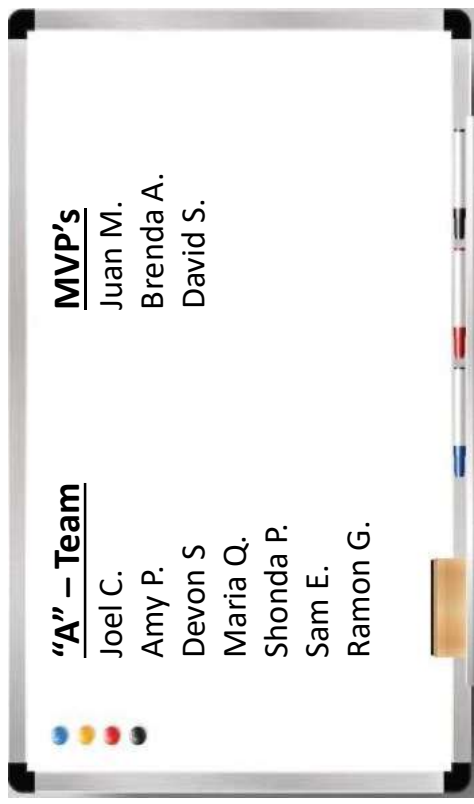 "A" – Team
Joel C.
Amy P.
Devon S
Maria Q.
Shonda P.
Sam E.
Ramon G.
MVP's
Juan M.
Brenda A.
David S.